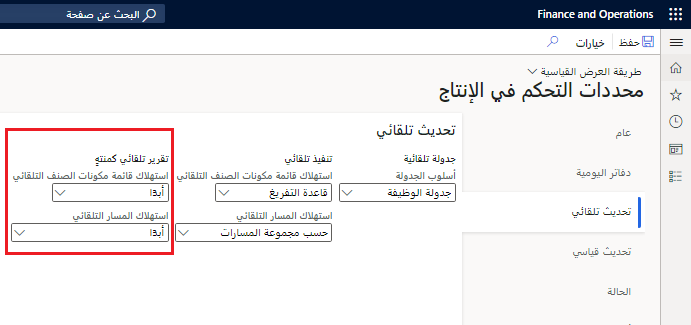 Finance and Operations
البحث عن صفحة
حفظ
خيارات
طريقة العرض القياسية
محددات التحكم في الإنتاج
عام
دفاتر اليومية
تحديث تلقائي
تحديث قياسي
الحالة
تحديث تلقائي
جدولة تلقائية
أسلوب الجدولة
جدولة الوظيفة
تنفيذ تلقائي
استهلاك قائمة مكونات الصنف التلقائي
قاعدة التفريغ
استهلاك المسار التلقائي
حسب مجموعة المسارات
تقرير تلقائي كمنتهٍ
استهلاك قائمة مكونات الصنف التلقائي
أبدًا
استهلاك المسار التلقائي
أبدًا